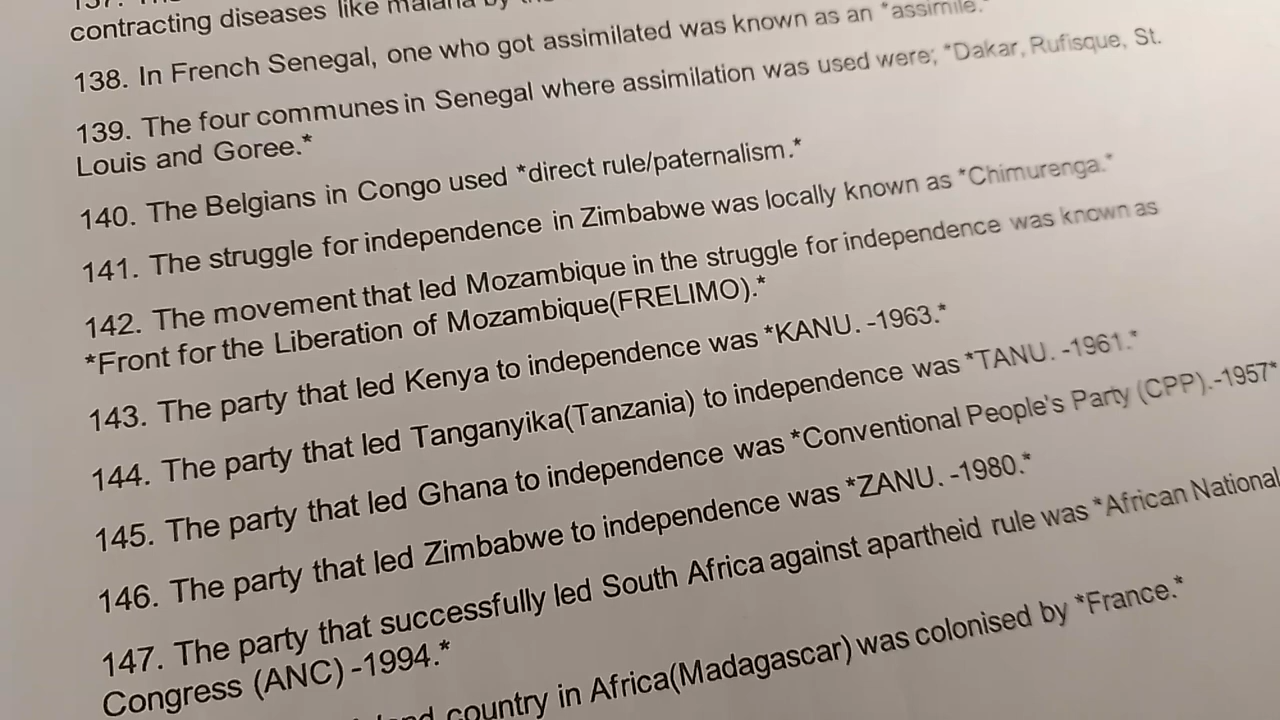 contracting diseases like malaria by
138. In French Senegal, one who got assimilated was known as an *assimile.*
139. The four communes in Senegal where assimilation was used were; *Dakar, Rufisque, St.
Louis and Goree.*
140. The Belgians in Congo used *direct rule/paternalism.*
141. The struggle for independence in Zimbabwe was locally known as *Chimurenga.*
142. The movement that led Mozambique in the struggle for independence was known as
*Front for the Liberation of Mozambique(FRELIMO).*
143. The party that led Kenya to independence was *KANU. -1963.*
144. The party that led Tanganyika(Tanzania) to independence was *TANU. -1961.*
145. The party that led Ghana to independence was *Conventional People's Party (CPP).-1957*
146. The party that led Zimbabwe to independence was *ZANU. -1980.*
147. The party that successfully led South Africa against apartheid rule was *African National
Congress (ANC) -1994.*
country in Africa(Madagascar) was colonised by *France.*